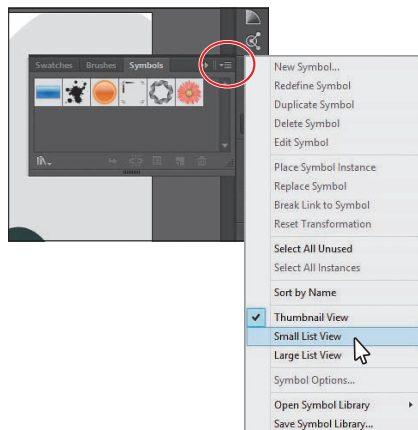 Swatches Brushes Symbols
New Symbol...
Redefine Symbol
Duplicate Symbol
Delete Symbol
Edit Symbol
Place Symbol Instance
Replace Symbol
Break Link to Symbol
Reset Transformation
Select All Unused
Select All Instances
Sort by Name
Thumbnail View
Small List View
Large List View
Symbol Options...
Open Symbol Library
Save Symbol Library...